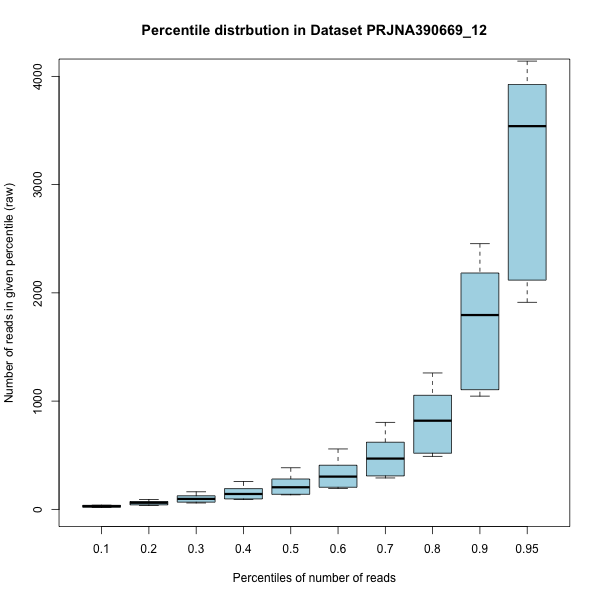 Percentile distrbution in Dataset PRJNA390669_12
Number of reads in given percentile (raw)
4000
3000
2000
1000
0
0.1 0.2 0.3 0.4 0.5 0.6 0.7 0.8 0.9 0.95
Percentiles of number of reads